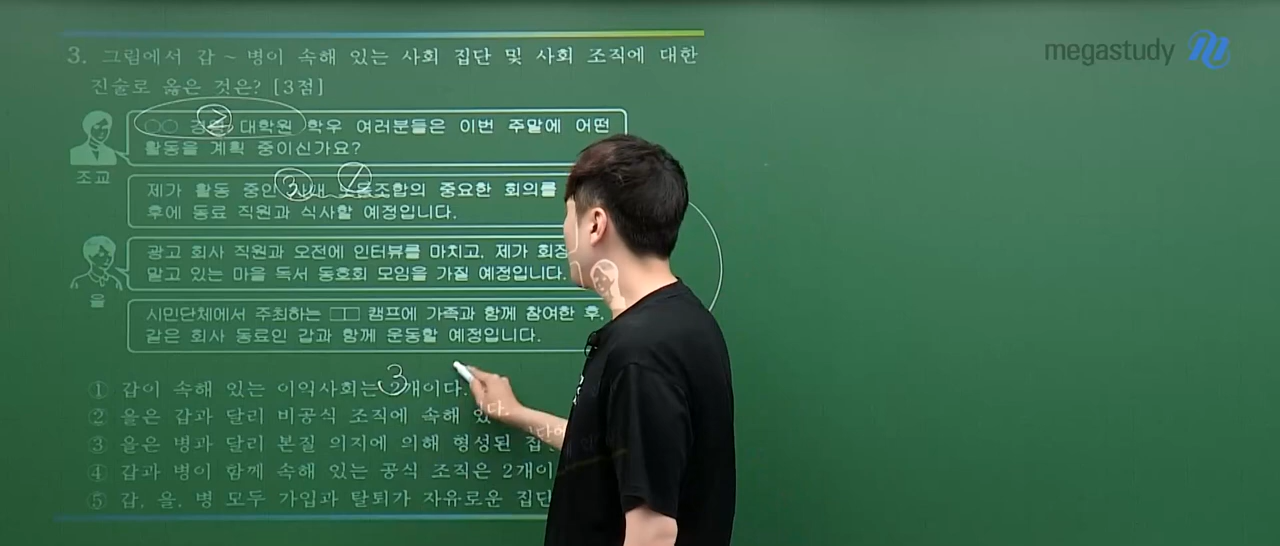 megastudy
3. 그림에서 갑 ~ 병이 속해 있는 사회 집단 및 사회 조직에 대한
진술로 옳은 것은? [3점]
○○ 대학원 학우 여러분들은 이번 주말에 어떤
활동을 계획 중이신가요?
조교
제가 활동 중인 사내 노동조합의 중요한 회의를
후에 동료 직원과 식사할 예정입니다.
광고 회사 직원과 오전에 인터뷰를 마치고, 제가 회장
맡고 있는 마을 독서 동호회 모임을 가질 예정입니다.
을
시민단체에서 주최하는 □□ 캠프에 가족과 함께 참여한 후,
같은 회사 동료인 갑과 함께 운동할 예정입니다.
① 갑이 속해 있는 이익사회는 3개이다.
② 을은 갑과 달리 비공식 조직에 속해 있다.
③ 을은 병과 달리 본질 의지에 의해 형성된
④ 갑과 병이 함께 속해 있는 공식 조직은 2개이
⑤ 갑, 을, 병 모두 가입과 탈퇴가 자유로운 집단
② ③ ①